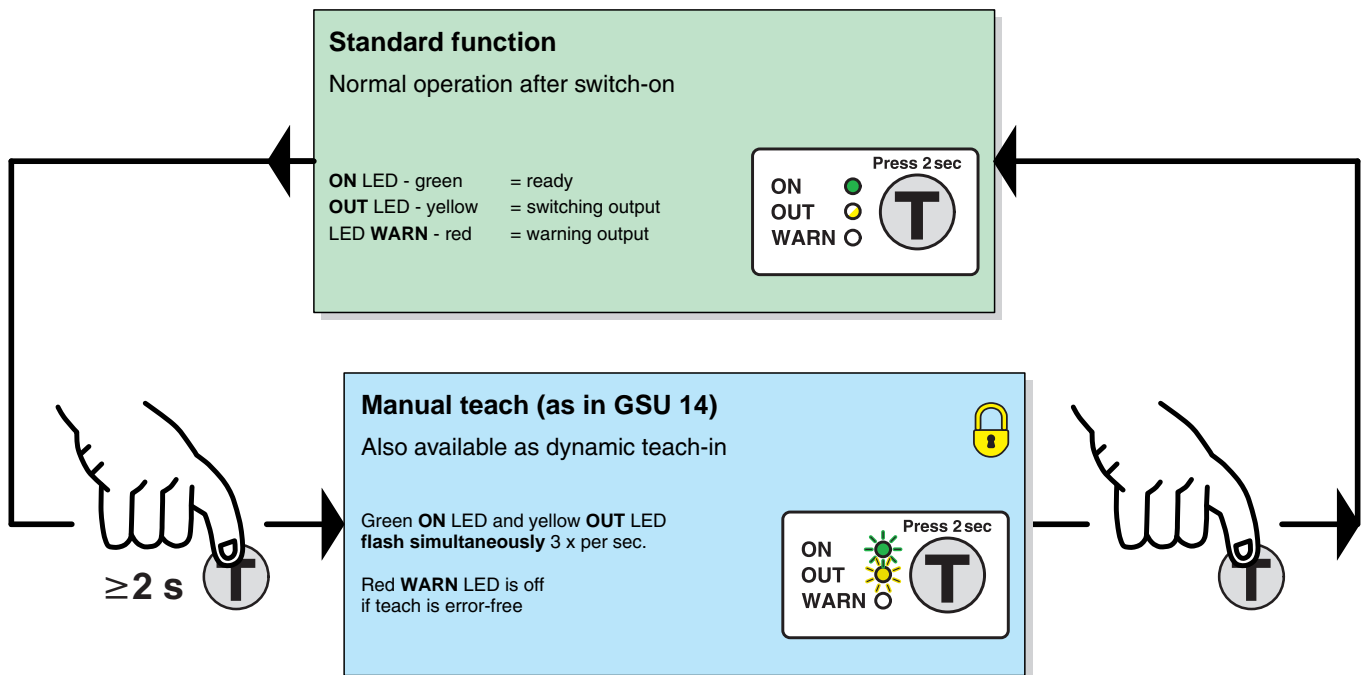 Standard function
Normal operation after switch-on
ON LED - green = ready
OUT LED - yellow = switching output
LED WARN - red = warning output
Press 2 sec
ON
OUT
WARN
T
Manual teach (as in GSU 14)
Also available as dynamic teach-in
Green ON LED and yellow OUT LED
flash simultaneously 3 x per sec.
Red WARN LED is off
if teach is error-free
Press 2 sec
ON
OUT
WARN
T
≥2 s
T
T